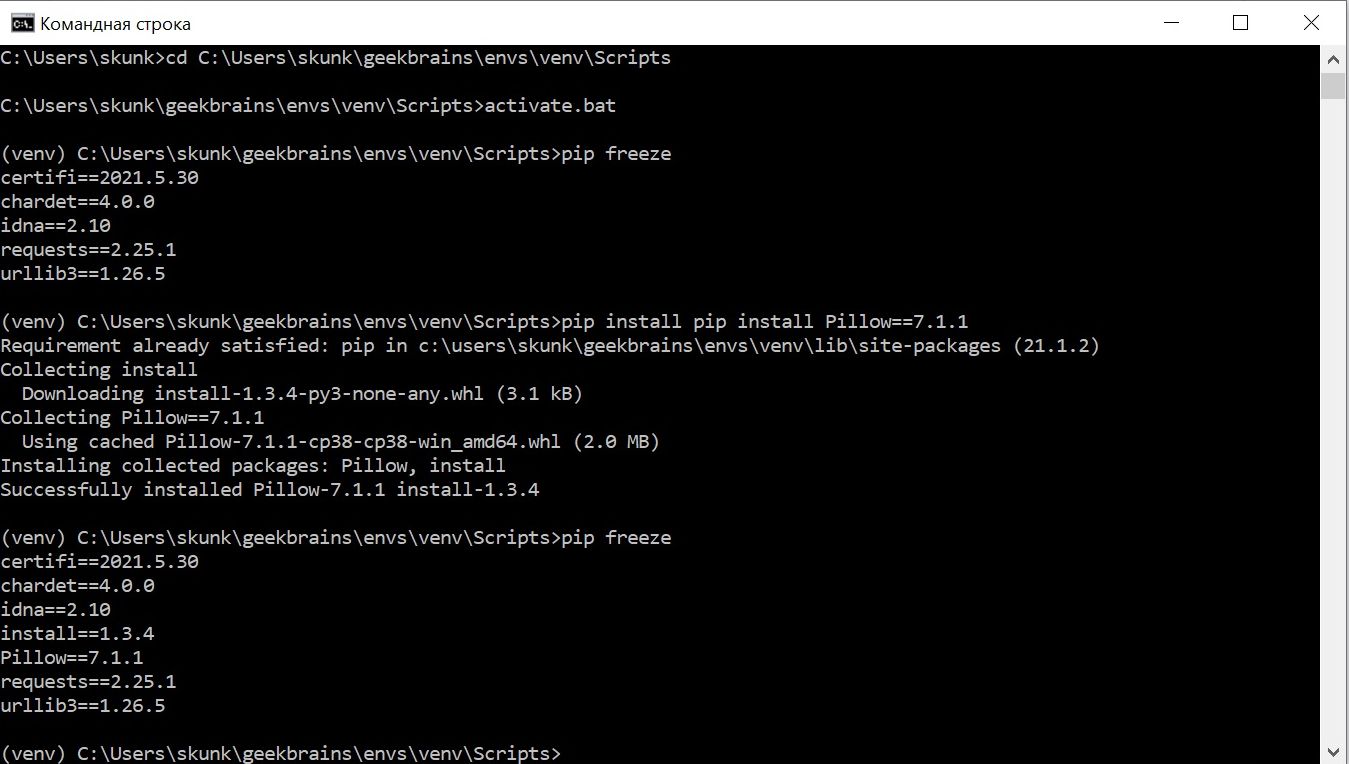 Командная строка
C:\Users\skunk>cd C:\Users\skunk\geekbrains\envs\venv\Scripts
C:\Users\skunk\geekbrains\envs\venv\Scripts>activate.bat
(venv) C:\Users\skunk\geekbrains\envs\venv\Scripts>pip freeze
certifi==2021.5.30
chardet==4.0.0
idna==2.10
requests==2.25.1
urllib3==1.26.5
(venv) C:\Users\skunk\geekbrains\envs\venv\Scripts>pip install pip install Pillow==7.1.1
Requirement already satisfied: pip in c:\users\skunk\geekbrains\envs\venv\lib\site-packages (21.1.2)
Collecting install
  Downloading install-1.3.4-py3-none-any.whl (3.1 kB)
Collecting Pillow==7.1.1
  Using cached Pillow-7.1.1-cp38-cp38-win_amd64.whl (2.0 MB)
Installing collected packages: Pillow, install
Successfully installed Pillow-7.1.1 install-1.3.4
(venv) C:\Users\skunk\geekbrains\envs\venv\Scripts>pip freeze
certifi==2021.5.30
chardet==4.0.0
idna==2.10
install==1.3.4
Pillow==7.1.1
requests==2.25.1
urllib3==1.26.5
(venv) C:\Users\skunk\geekbrains\envs\venv\Scripts>